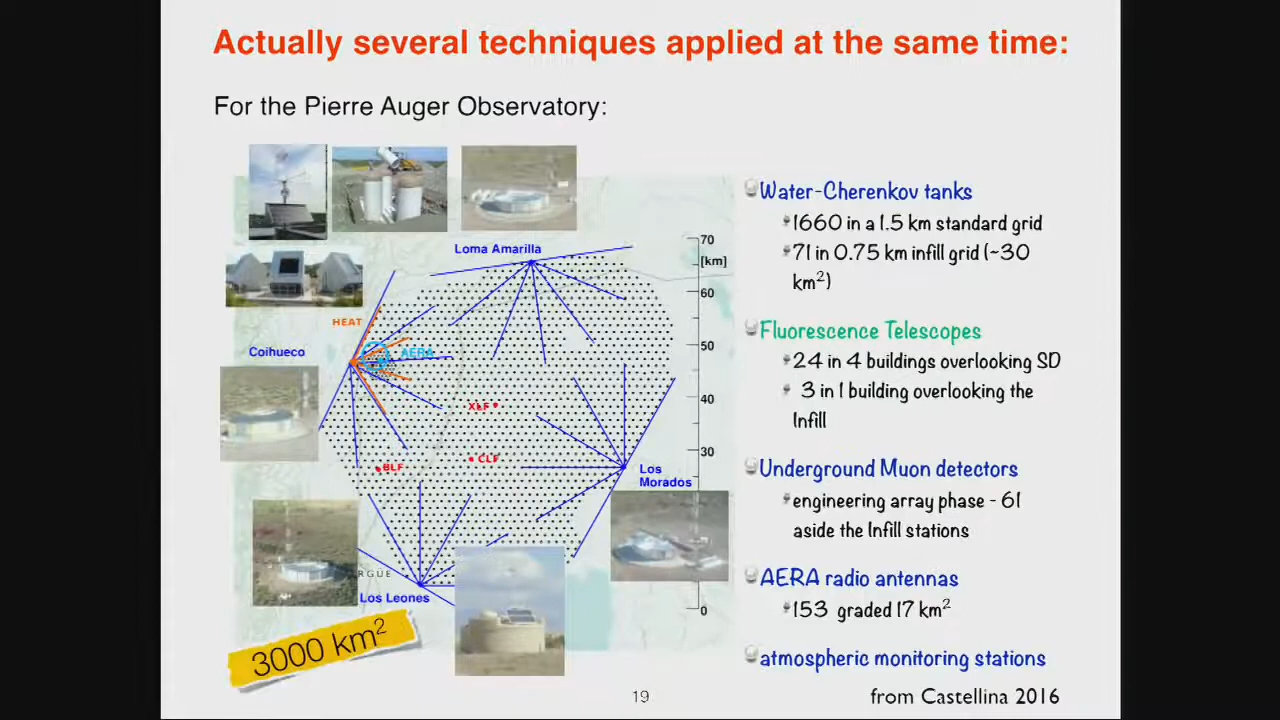 Actually several techniques applied at the same time:
For the Pierre Auger Observatory:
Loma Amarilla
70
[km]
60
50
40
30
0
HEAT
Coihueco
AERA
XLF
CLF
BLF
Los
Morados
RGÜE
Los Leones
3000 km²
Water-Cherenkov tanks
1660 in a 1.5 km standard grid
71 in 0.75 km infill grid (~30
km²)
Fluorescence Telescopes
24 in 4 buildings overlooking SD
3 in 1 building overlooking the
Infill
Underground Muon detectors
engineering array phase - 61
aside the Infill stations
AERA radio antennas
153 graded 17 km²
atmospheric monitoring stations
19
from Castellina 2016